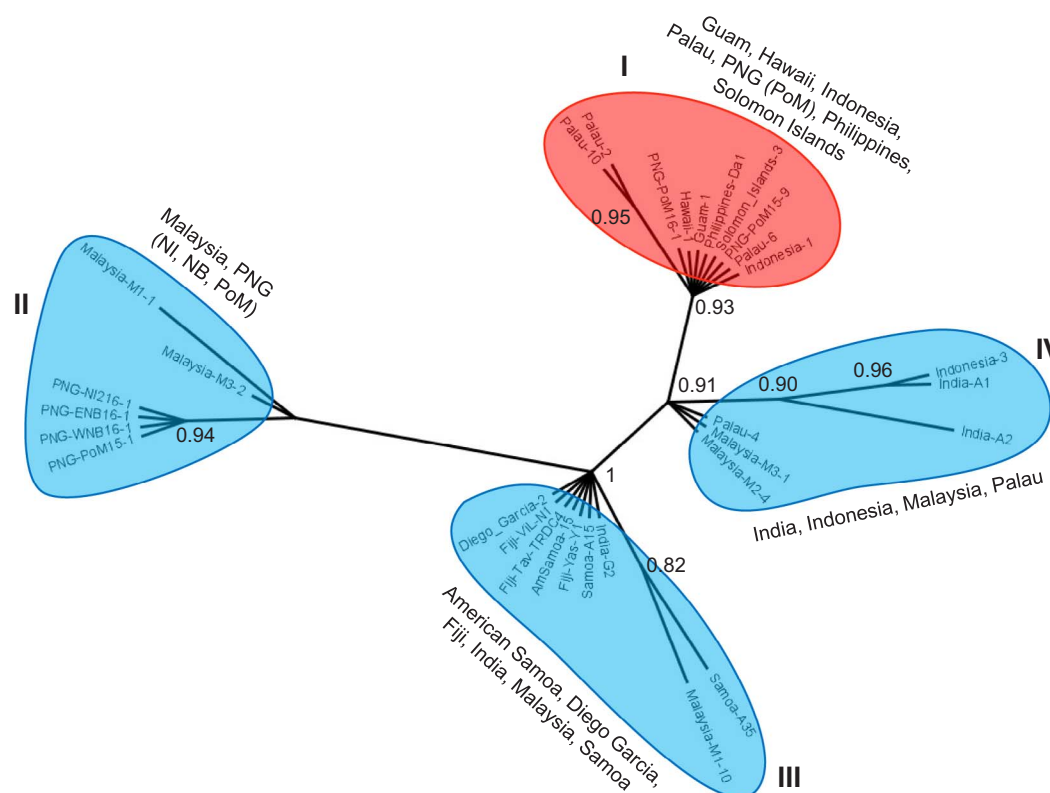 I
Guam, Hawaii, Indonesia,
Palau, PNG (PoM), Philippines,
Solomon Islands
Palau-2
Palau-10
PNG-PoM16-1
Hawaii-1
Guam-1
Philippines-Da1
Solomon_Islands-3
PNG-PoM15-9
Palau-6
Indonesia-1
0.95
0.93
II
Malaysia, PNG
(NI, NB, PoM)
Malaysia-M1-1
Malaysia-M3-2
PNG-NI216-1
PNG-ENB16-1
PNG-WNB16-1
PNG-PoM15-1
0.94
IV
0.91
0.90
0.96
Indonesia-3
India-A1
India-A2
Palau-4
Malaysia-M3-1
Malaysia-M2-4
India, Indonesia, Malaysia, Palau
1
Diego_Garcia-2
Fiji-ViL-N1
Fiji-Tav-TRDC4
AmSamoa-15
Fiji-Yas-Y1
Samoa-A15
India-G2
0.82
Samoa-A35
Malaysia-M1-10
American Samoa, Diego Garcia,
Fiji, India, Malaysia, Samoa
III